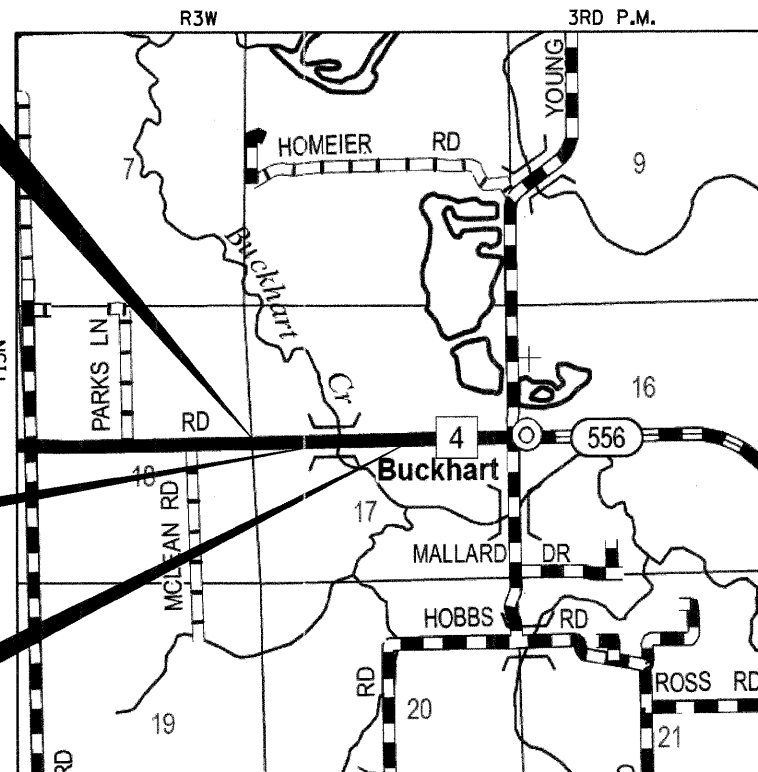 R3W 3RD P.M.
YOUNG
HOMEIER RD
7
9
Buckhart
Cr
PARKS LN
16
RD
4
556
Buckhart
18
17
MCLEAN RD
MALLARD DR
HOBBS RD
RD
ROSS RD
20
19
21
RD